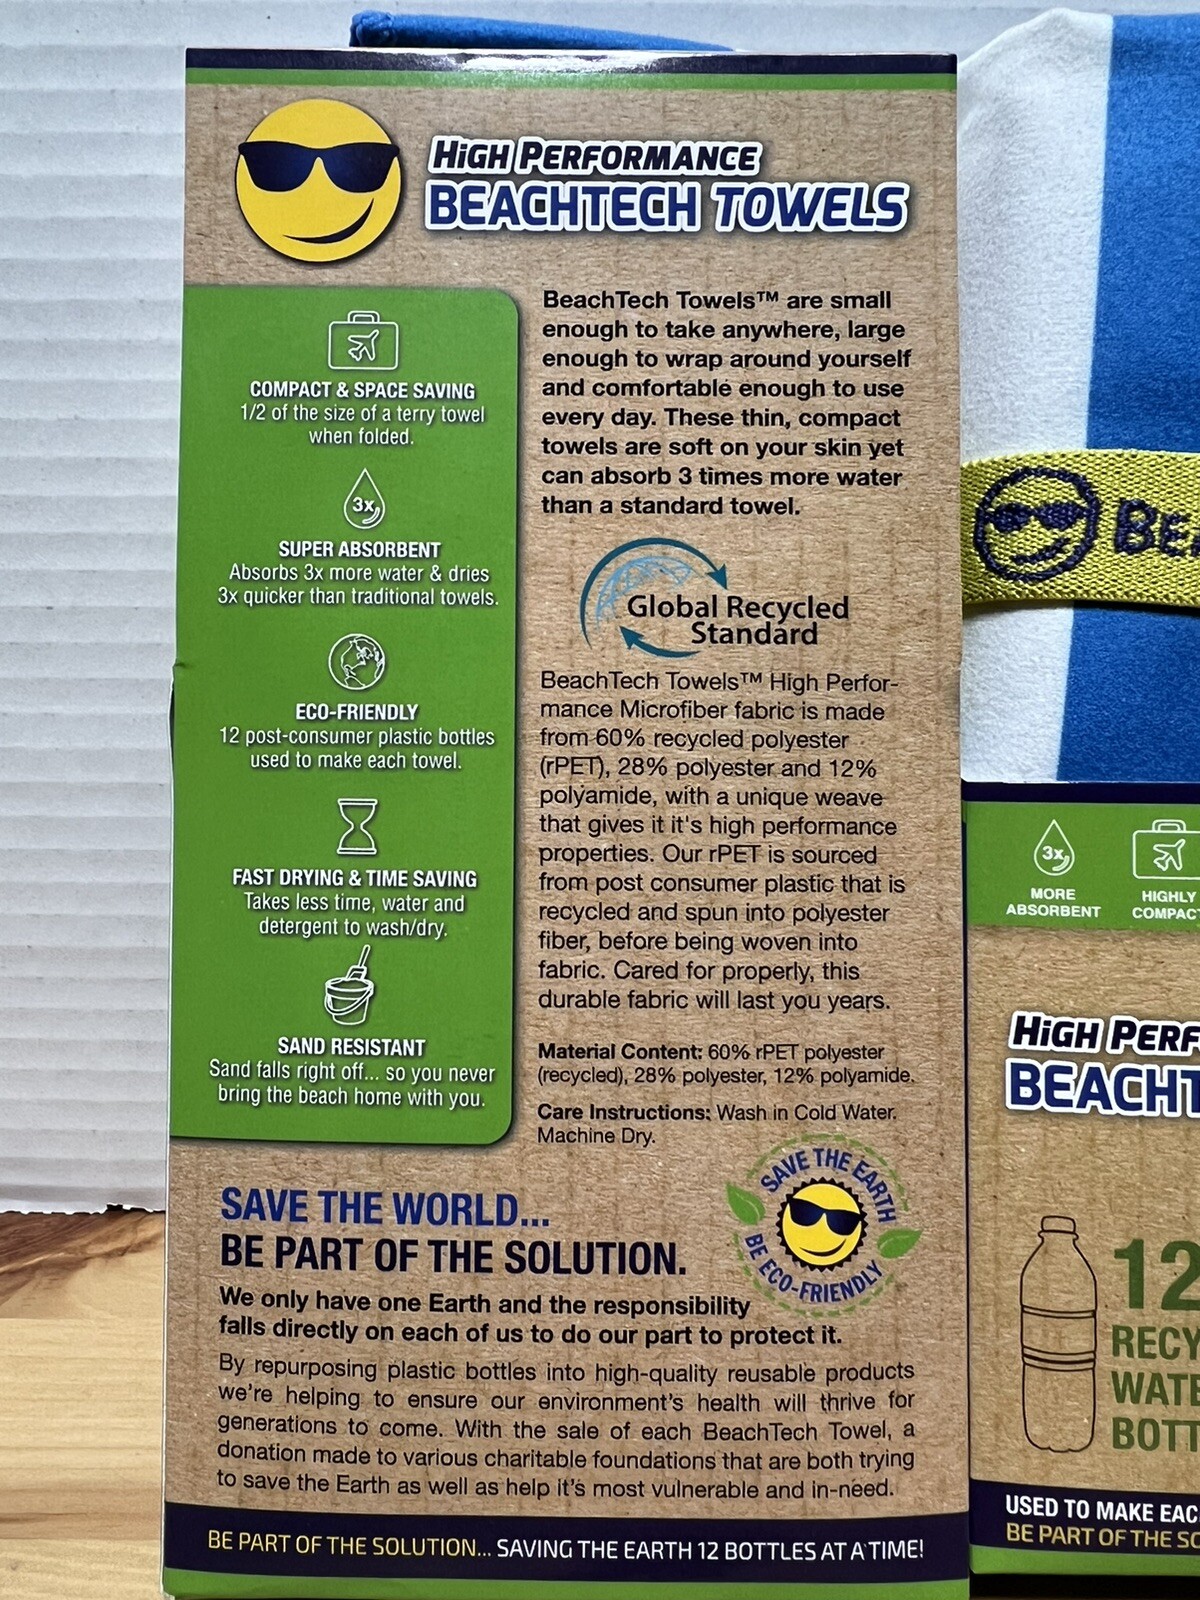 HIGH PERFORMANCE
BEACHTECH TOWELS
COMPACT & SPACE SAVING
1/2 of the size of a terry towel
when folded.
3x
SUPER ABSORBENT
Absorbs 3x more water & dries
3x quicker than traditional towels.
ECO-FRIENDLY
12 post-consumer plastic bottles
used to make each towel.
FAST DRYING & TIME SAVING
Takes less time, water and
detergent to wash/dry.
SAND RESISTANT
Sand falls right off... so you never
bring the beach home with you.
BeachTech Towels™ are small
enough to take anywhere, large
enough to wrap around yourself
and comfortable enough to use
every day. These thin, compact
towels are soft on your skin yet
can absorb 3 times more water
than a standard towel.
Global Recycled
Standard
BeachTech Towels™ High Perfor-
mance Microfiber fabric is made
from 60% recycled polyester
(rPET), 28% polyester and 12%
polyamide, with a unique weave
that gives it it's high performance
properties. Our rPET is sourced
from post consumer plastic that is
recycled and spun into polyester
fiber, before being woven into
fabric. Cared for properly, this
durable fabric will last you years.
Material Content: 60% rPET polyester
(recycled), 28% polyester, 12% polyamide.
Care Instructions: Wash in Cold Water.
Machine Dry.
SAVE THE EARTH
BE ECO-FRIENDLY
SAVE THE WORLD...
BE PART OF THE SOLUTION.
We only have one Earth and the responsibility
falls directly on each of us to do our part to protect it.
By repurposing plastic bottles into high-quality reusable products
we're helping to ensure our environment's health will thrive for
generations to come. With the sale of each BeachTech Towel, a
donation made to various charitable foundations that are both trying
to save the Earth as well as help it's most vulnerable and in-need.
BE PART OF THE SOLUTION... SAVING THE EARTH 12 BOTTLES AT A TIME!
BE
3x
MORE
ABSORBENT
HIGHLY
COMPACT
HIGH PERF
BEACHT
12
RECY
WATE
BOTT
USED TO MAKE EAC
BE PART OF THE SO